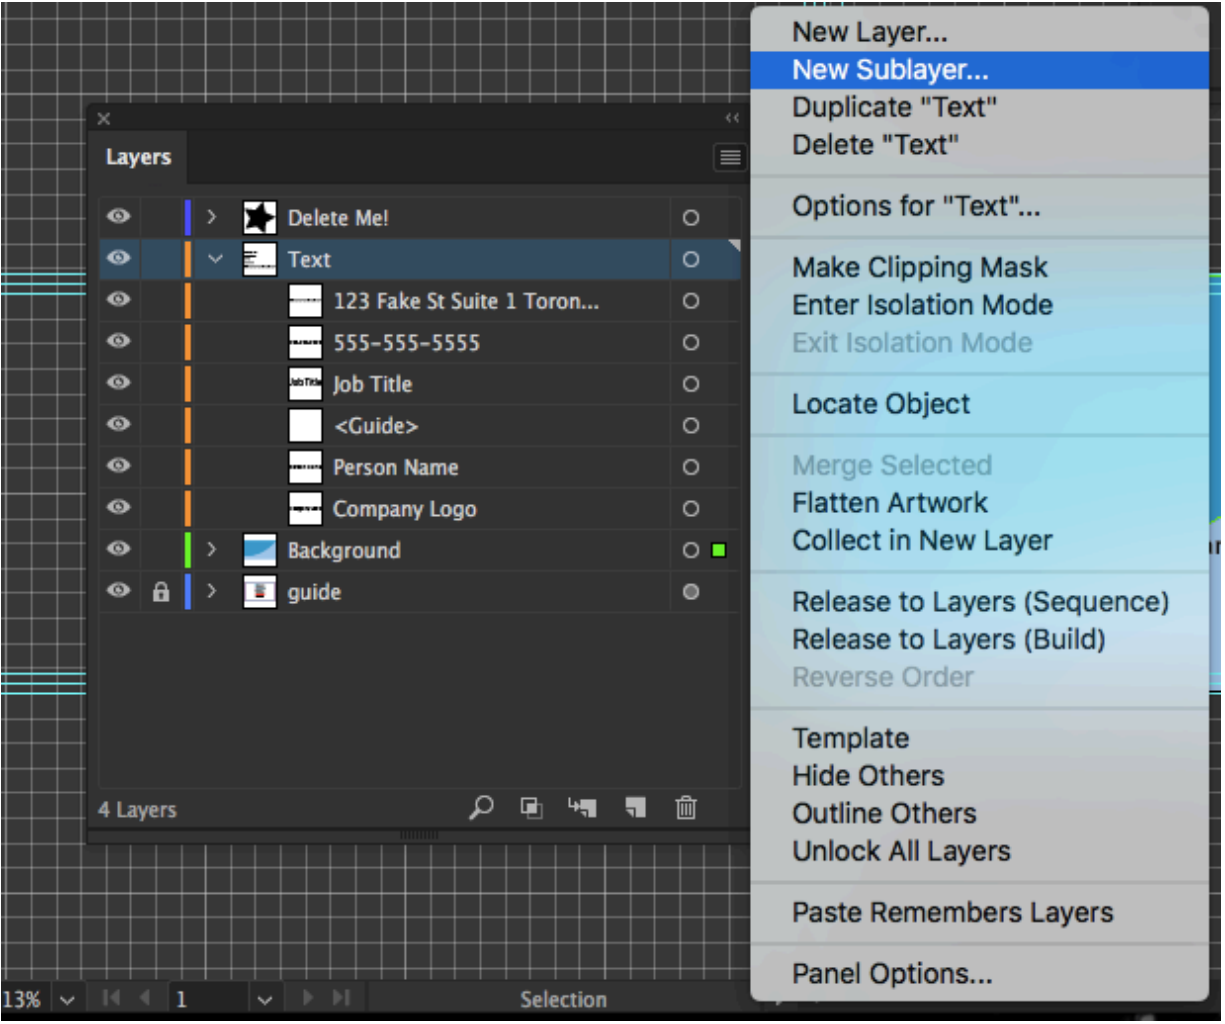 New Layer...
New Sublayer...
Duplicate "Text"
Delete "Text"
Options for "Text"...
Make Clipping Mask
Enter Isolation Mode
Exit Isolation Mode
Locate Object
Merge Selected
Flatten Artwork
Collect in New Layer
Release to Layers (Sequence)
Release to Layers (Build)
Reverse Order
Template
Hide Others
Outline Others
Unlock All Layers
Paste Remembers Layers
Panel Options...
Layers
Delete Me!
Text
123 Fake St Suite 1 Toron...
555-555-5555
Job Title
Job Title
<Guide>
Person Name
Company Logo
Background
guide
4 Layers
13%
1
Selection